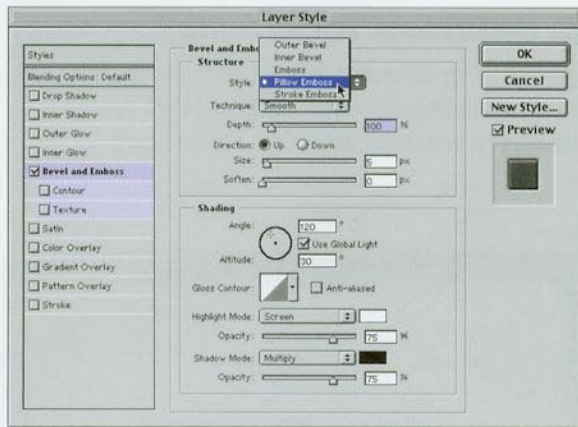 Layer Style
Styles
Blending Options: Default
Drop Shadow
Inner Shadow
Outer Glow
Inner Glow
Bevel and Emboss
Contour
Texture
Satin
Color Overlay
Gradient Overlay
Pattern Overlay
Stroke
Bevel and Embo
Structure
Style
Outer Bevel
Inner Bevel
Emboss
Pillow Emboss
Stroke Emboss
Technique: Smooth
Depth: 100 %
Direction: Up Down
Size: 5 px
Soften: 0 px
Shading
Angle: 120 °
Use Global Light
Altitude: 30 °
Gloss Contour: Anti-aliased
Highlight Mode: Screen
Opacity: 75 %
Shadow Mode: Multiply
Opacity: 75 %
OK
Cancel
New Style...
Preview